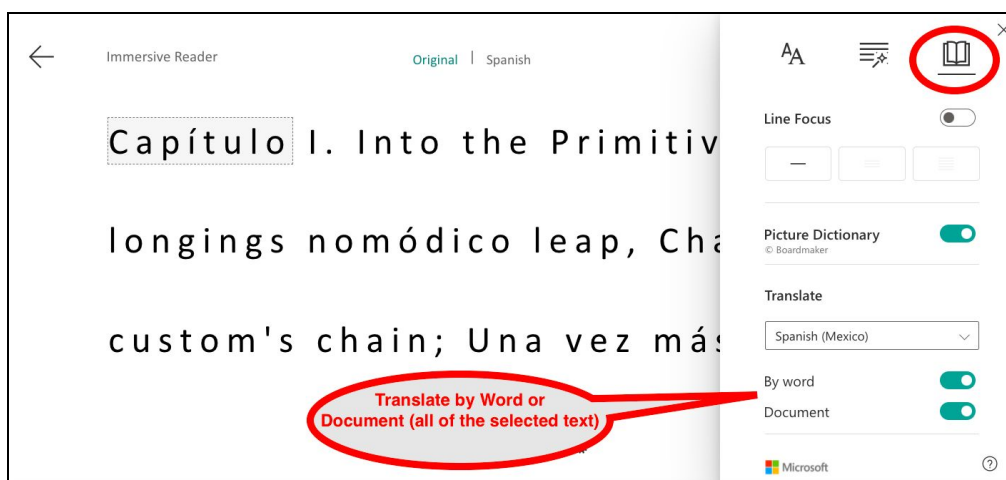 Immersive Reader
Original | Spanish
Capítulo I. Into the Primitiv
longings nomódico leap, Cha
custom's chain; Una vez más
Translate by Word or
Document (all of the selected text)
AA
Line Focus
Picture Dictionary
© Boardmaker
Translate
Spanish (Mexico)
By word
Document
Microsoft
?